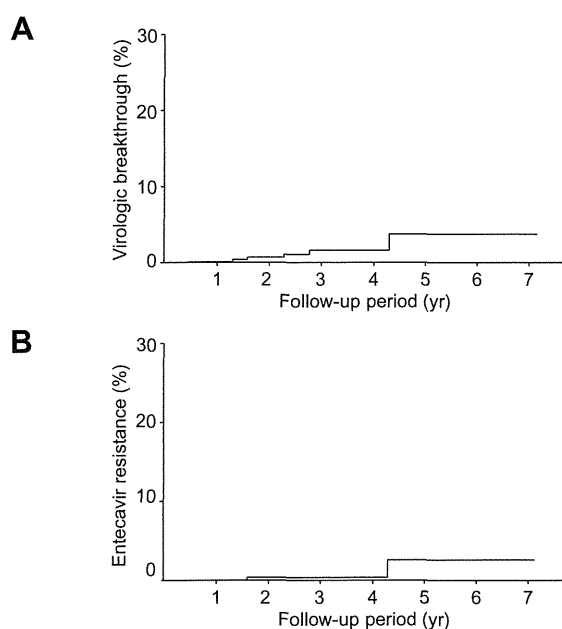 A
Virologic breakthrough (%)
30
20
10
0
1 2 3 4 5 6 7
Follow-up period (yr)
B
Entecavir resistance (%)
30
20
10
0
1 2 3 4 5 6 7
Follow-up period (yr)